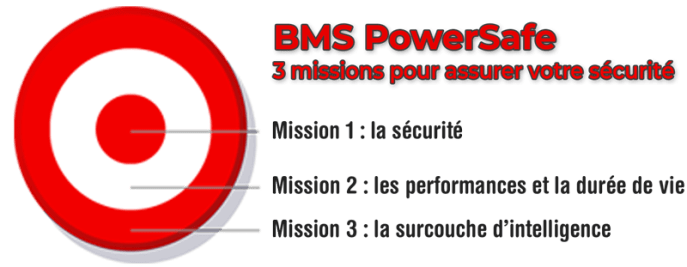 BMS PowerSafe
3 missions pour assurer votre sécurité
Mission 1 : la sécurité
Mission 2 : les performances et la durée de vie
Mission 3 : la surcouche d’intelligence